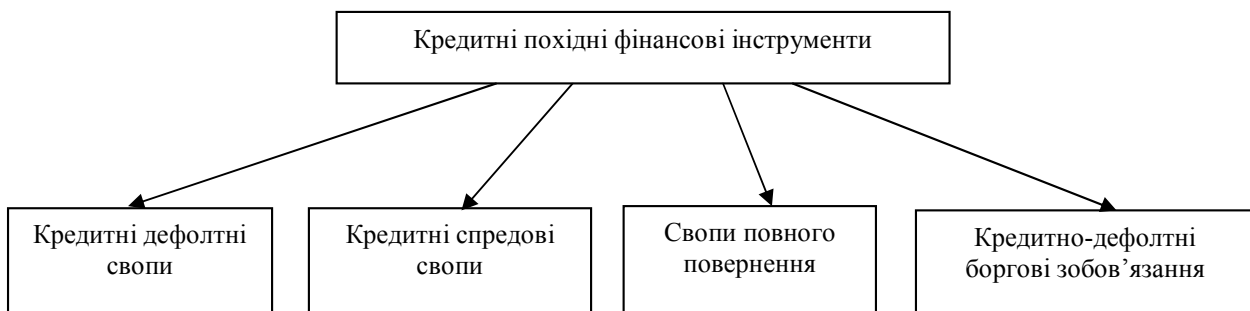 Кредитні похідні фінансові інструменти
Кредитні дефолтні
свопи
Кредитні спредові
свопи
Свопи повного
повернення
Кредитно-дефолтні
боргові зобов’язання